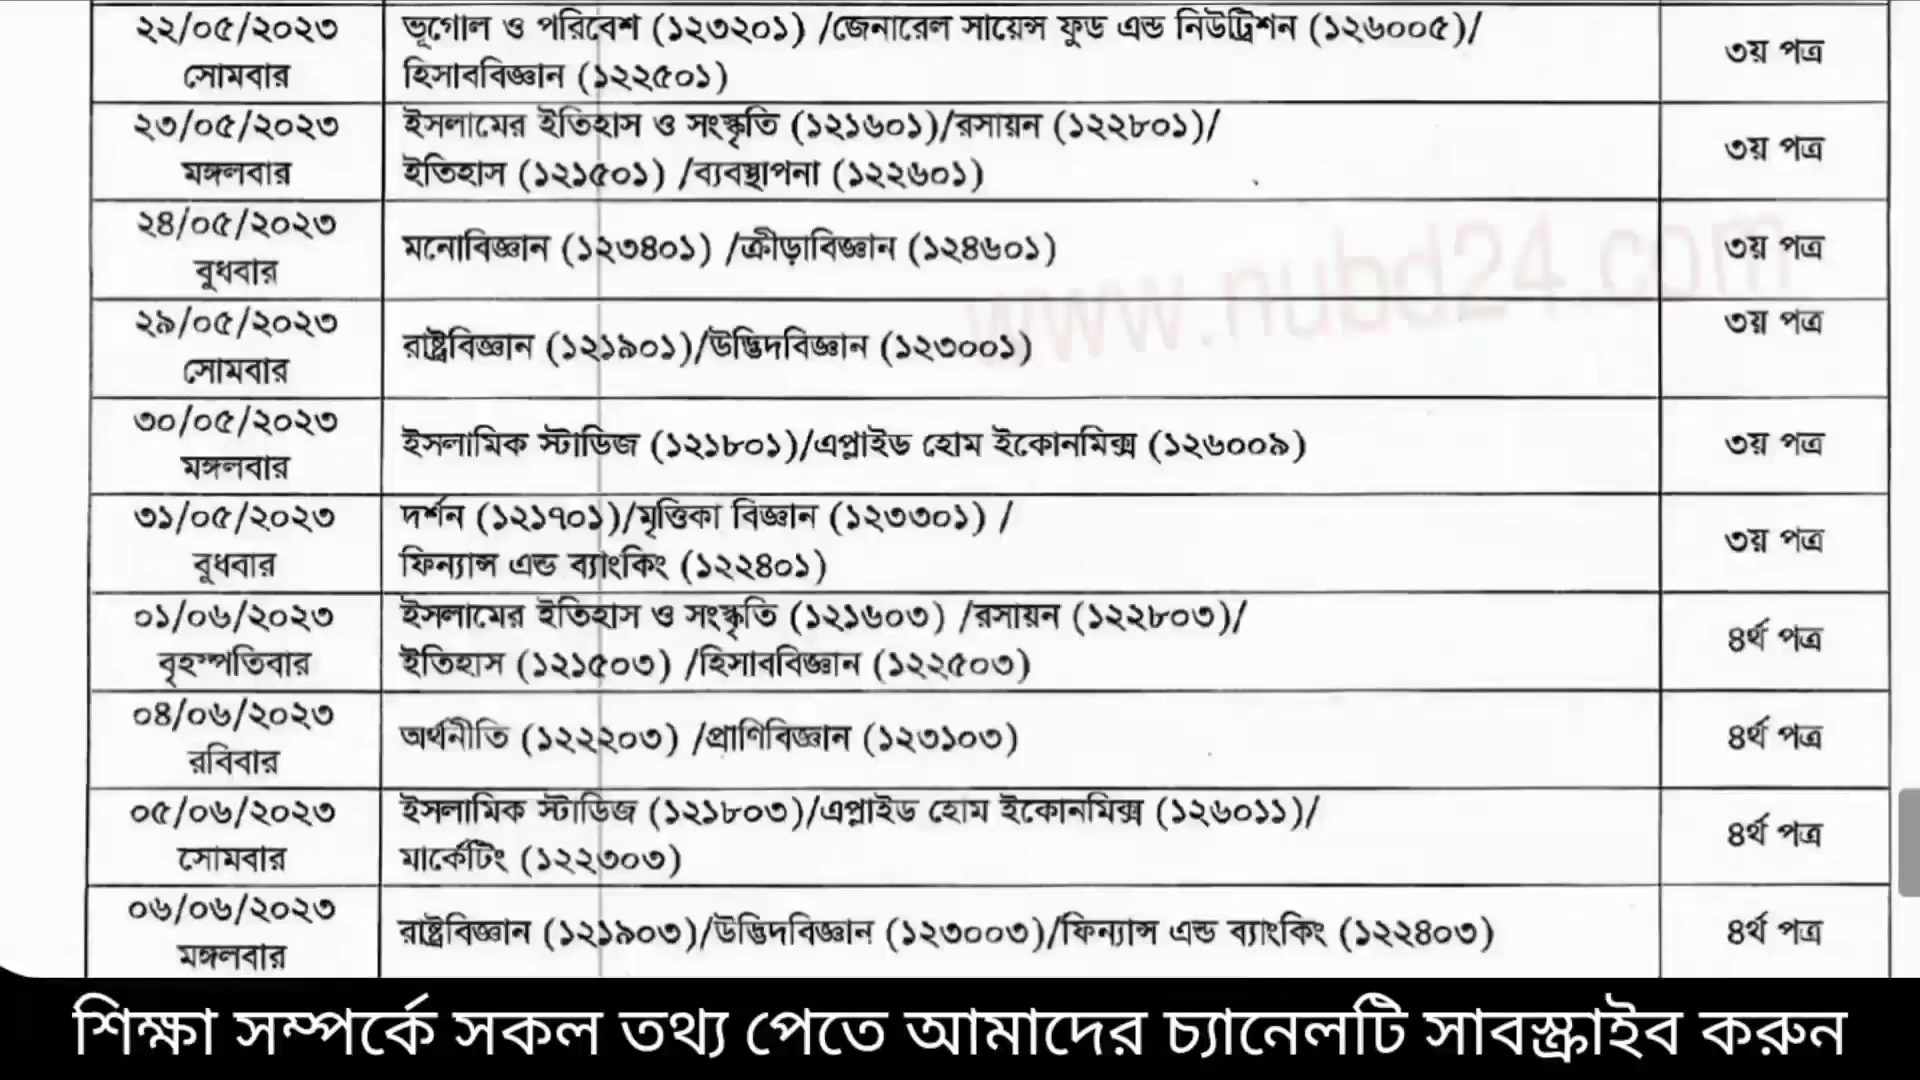 ২২/০৫/২০২৩
সোমবার
ভূগোল ও পরিবেশ (১২৩২০১) /জেনারেল সায়েন্স ফুড এন্ড নিউট্রিশন (১২৬০০৫)/
হিসাববিজ্ঞান (১২২৫০১)
৩য় পত্র
২৩/০৫/২০২৩
মঙ্গলবার
ইসলামের ইতিহাস ও সংস্কৃতি (১২১৬০১)/রসায়ন (১২২৮০১)/
ইতিহাস (১২১৫০১) /ব্যবস্থাপনা (১২২৬০১)
৩য় পত্র
২৪/০৫/২০২৩
বুধবার
মনোবিজ্ঞান (১২৩৪০১) /ক্রীড়াবিজ্ঞান (১২৪৬০১)
৩য় পত্র
www.nubd24.com
২৯/০৫/২০২৩
সোমবার
রাষ্ট্রবিজ্ঞান (১২১৯০১)/উদ্ভিদবিজ্ঞান (১২৩০০১)
৩য় পত্র
৩০/০৫/২০২৩
মঙ্গলবার
ইসলামিক স্টাডিজ (১২১৮০১)/এপ্লাইড হোম ইকোনমিক্স (১২৬০০৯)
৩য় পত্র
৩১/০৫/২০২৩
বুধবার
দর্শন (১২১৭০১)/মৃত্তিকা বিজ্ঞান (১২৩৩০১) /
ফিন্যান্স এন্ড ব্যাংকিং (১২২৪০১)
৩য় পত্র
০১/০৬/২০২৩
বৃহস্পতিবার
ইসলামের ইতিহাস ও সংস্কৃতি (১২১৬০৩) /রসায়ন (১২২৮০৩)/
ইতিহাস (১২১৫০৩) /হিসাববিজ্ঞান (১২২৫০৩)
৪র্থ পত্র
০৪/০৬/২০২৩
রবিবার
অর্থনীতি (১২২২০৩) /প্রাণিবিজ্ঞান (১২৩১০৩)
৪র্থ পত্র
০৫/০৬/২০২৩
সোমবার
ইসলামিক স্টাডিজ (১২১৮০৩)/এপ্লাইড হোম ইকোনমিক্স (১২৬০১১)/
মার্কেটিং (১২২৩০৩)
৪র্থ পত্র
০৬/০৬/২০২৩
মঙ্গলবার
রাষ্ট্রবিজ্ঞান (১২১৯০৩)/উদ্ভিদবিজ্ঞান (১২৩০০৩)/ফিন্যান্স এন্ড ব্যাংকিং (১২২৪০৩)
৪র্থ পত্র
শিক্ষা সম্পর্কে সকল তথ্য পেতে আমাদের চ্যানেলটি সাবস্ক্রাইব করুন